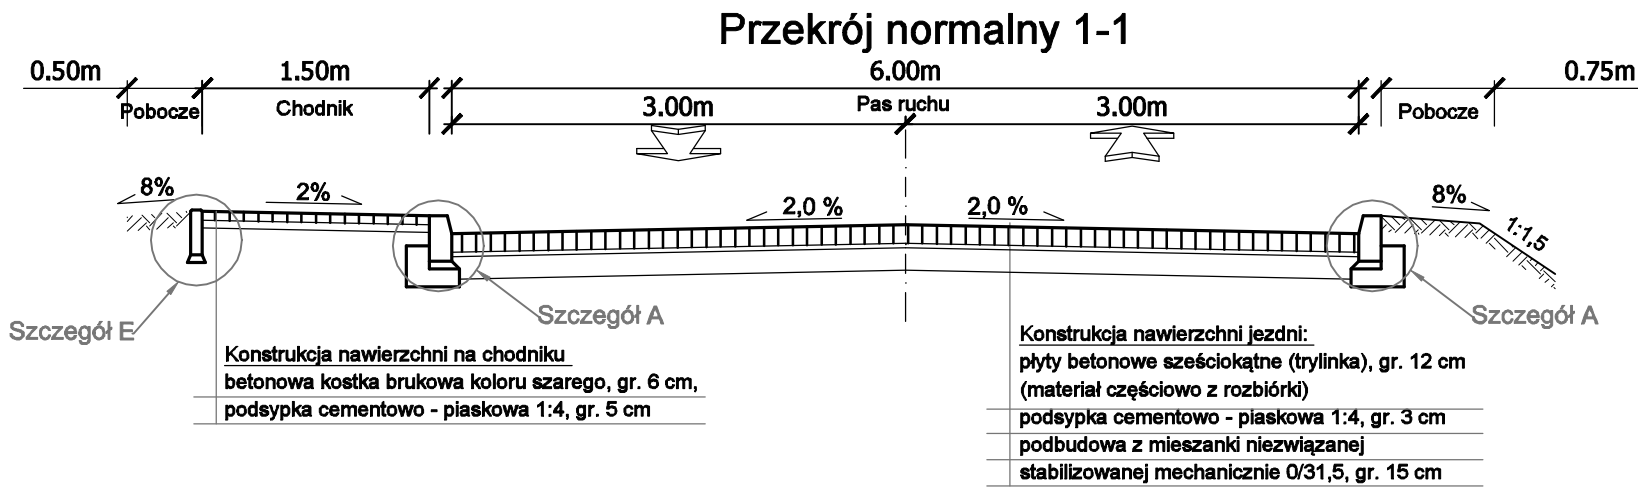 Przekrój normalny 1-1
0.50m 1.50m 6.00m 0.75m
Pobocze Chodnik 3.00m Pas ruchu 3.00m Pobocze
8% 2% 2,0 % 2,0 % 8%
1:1,5
Szczegół E Szczegół A Szczegół A
Konstrukcja nawierzchni na chodniku
betonowa kostka brukowa koloru szarego, gr. 6 cm,
podsypka cementowo - piaskowa 1:4, gr. 5 cm
Konstrukcja nawierzchni jezdni:
płyty betonowe sześciokątne (trylinka), gr. 12 cm
(materiał częściowo z rozbiórki)
podsypka cementowo - piaskowa 1:4, gr. 3 cm
podbudowa z mieszanki niezwiązanej
stabilizowanej mechanicznie 0/31,5, gr. 15 cm